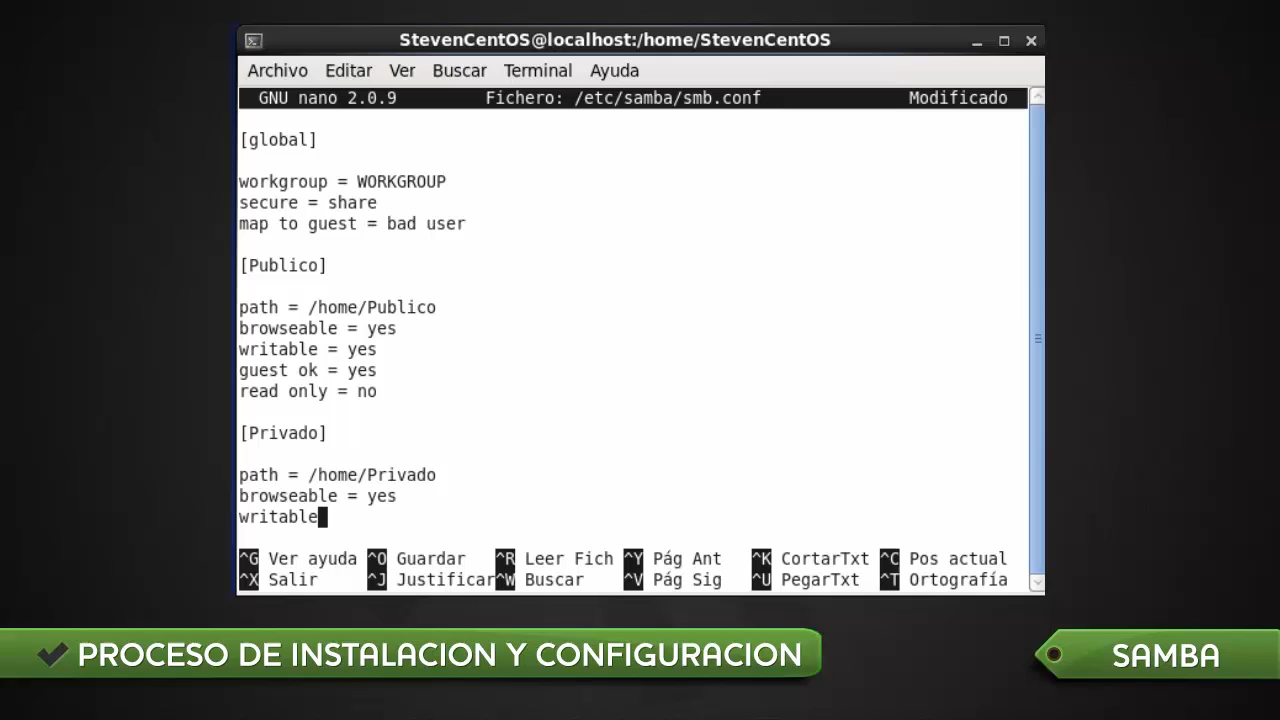 StevenCentOS@localhost:/home/StevenCentOS
Archivo Editar Ver Buscar Terminal Ayuda
GNU nano 2.0.9 Fichero: /etc/samba/smb.conf Modificado
[global]
workgroup = WORKGROUP
secure = share
map to guest = bad user
[Publico]
path = /home/Publico
browseable = yes
writable = yes
guest ok = yes
read only = no
[Privado]
path = /home/Privado
browseable = yes
writable
^G Ver ayuda ^O Guardar ^R Leer Fich ^Y Pág Ant ^K CortarTxt ^C Pos actual
^X Salir ^J Justificar ^W Buscar ^V Pág Sig ^U PegarTxt ^T Ortografía
PROCESO DE INSTALACION Y CONFIGURACION
SAMBA